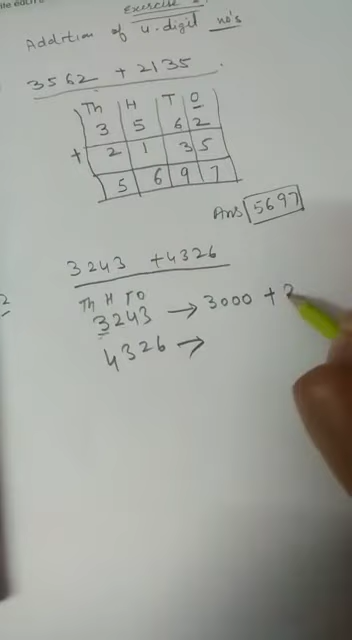 Exercise
Addition of 4-digit no's
3562 + 2135
Th H T O
3 5 6 2
+ 2 1 3 5
5 6 9 7
Ans 5697
3243 + 4326
2
Th H T O
3243 → 3000 +
4326 →